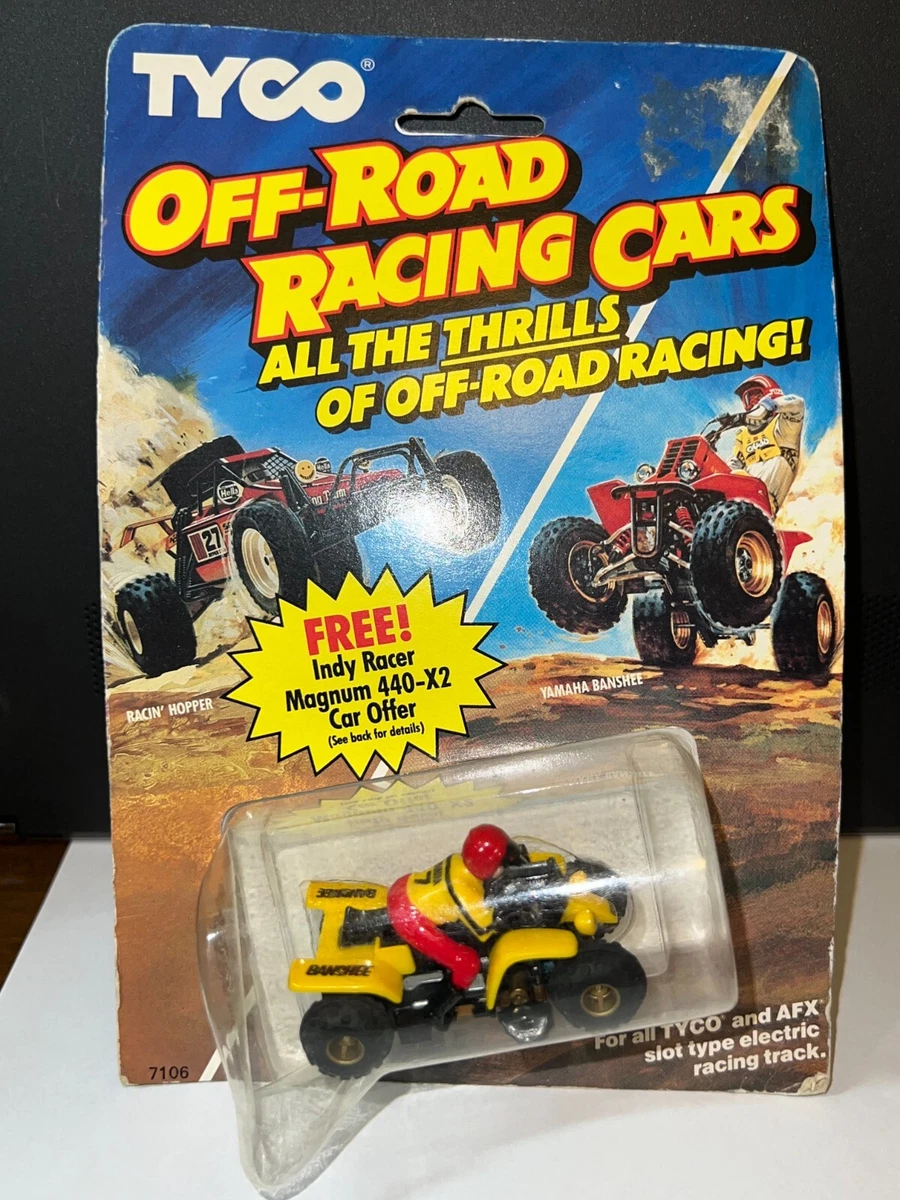 TYCO®
OFF-ROAD
RACING CARS
ALL THE THRILLS
OF OFF-ROAD RACING!
Hella
27
FREE!
Indy Racer
Magnum 440-X2
Car Offer
(See back for details)
RACIN' HOPPER
YAMAHA BANSHEE
BANSHEE
BANSHEE
For all TYCO® and AFX®
slot type electric
racing track.
7106